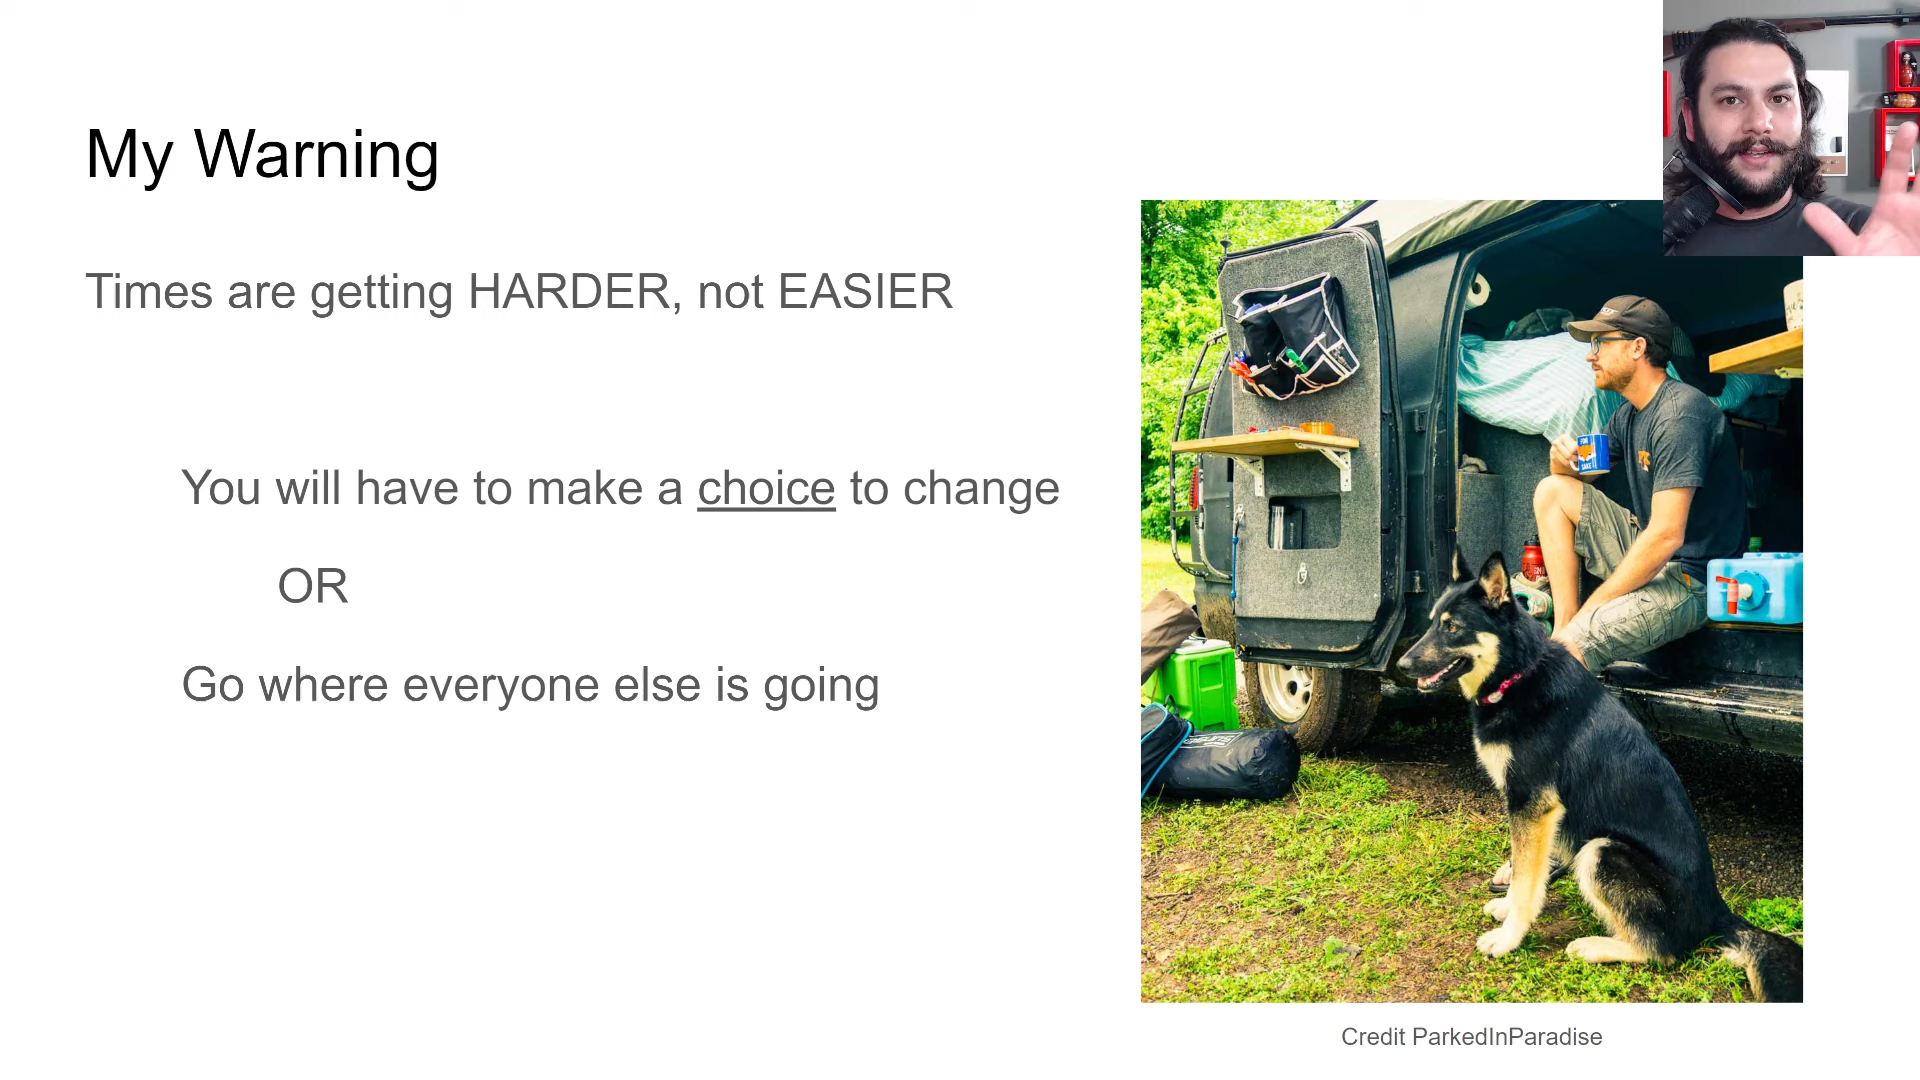 My Warning
Times are getting HARDER, not EASIER
You will have to make a choice to change
OR
Go where everyone else is going
Credit ParkedInParadise